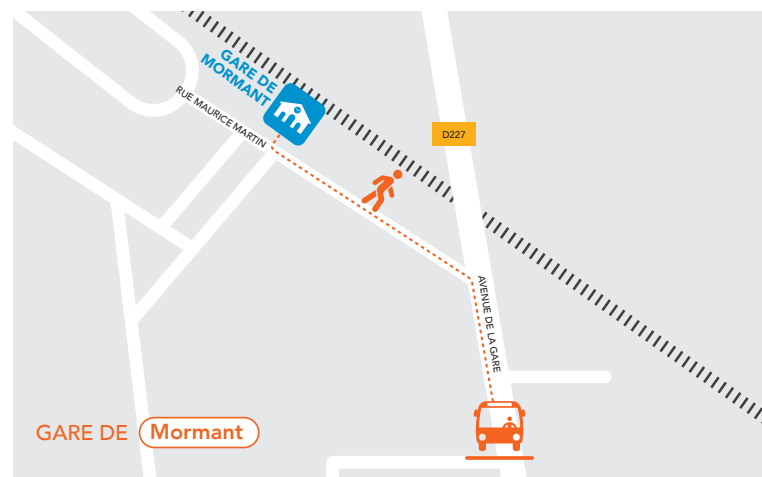 GARE DE
MORMANT
RUE MAURICE MARTIN
D227
AVENUE DE LA GARE
GARE DE Mormant